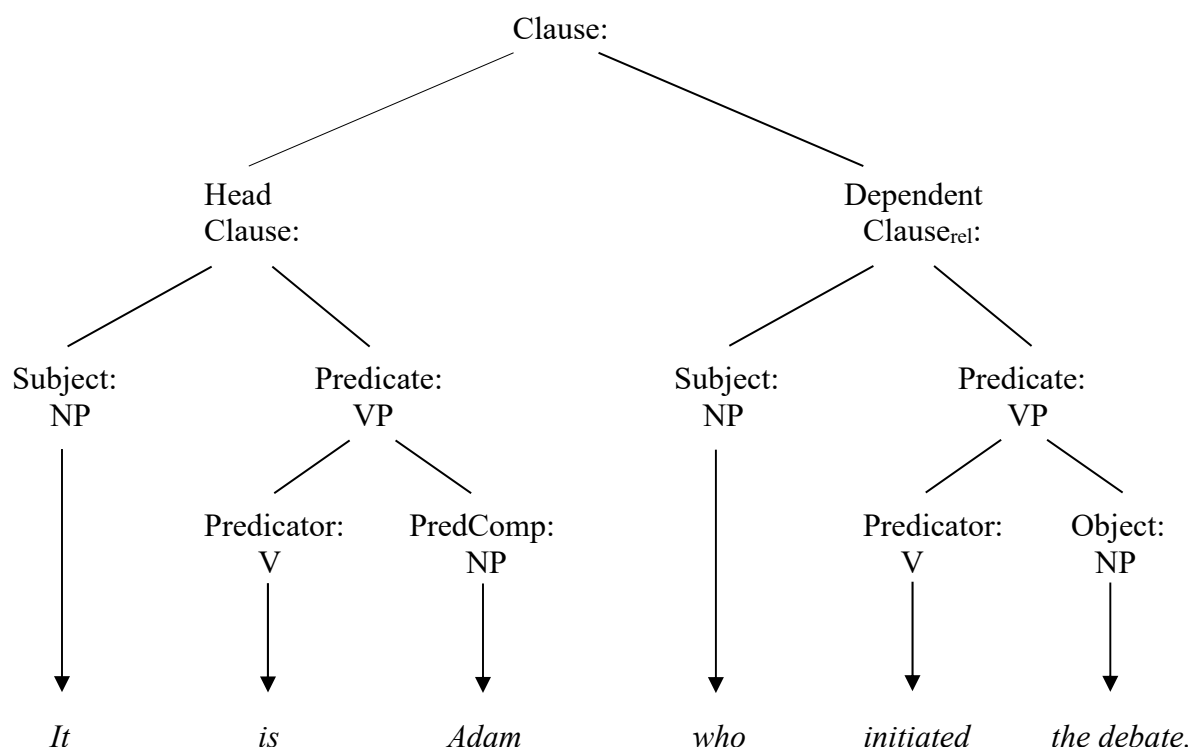 Clause:
Head Dependent
Clause: Clauserel:
Subject: Predicate: Subject: Predicate:
NP VP NP VP
Predicator: PredComp: Predicator: Object:
V NP V NP
It is Adam who initiated the debate.